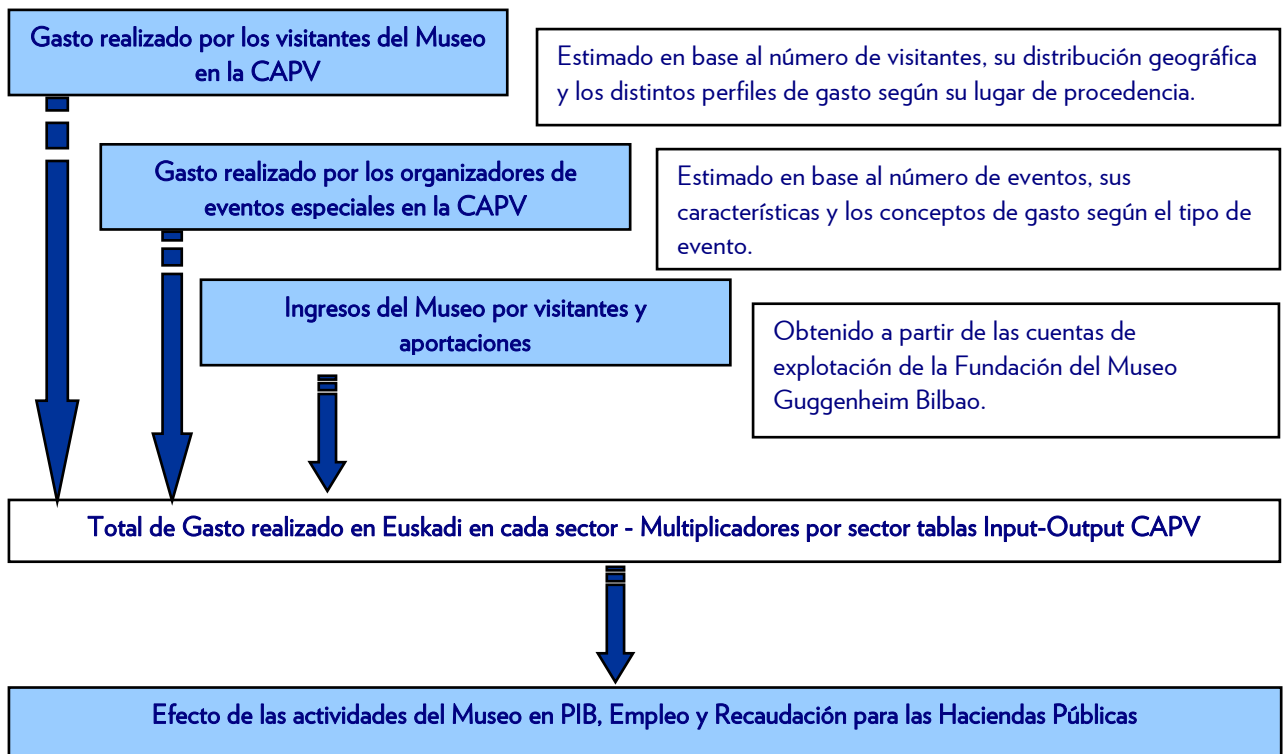 Gasto realizado por los visitantes del Museo
en la CAPV
Estimado en base al número de visitantes, su distribución geográfica
y los distintos perfiles de gasto según su lugar de procedencia.
Gasto realizado por los organizadores de
eventos especiales en la CAPV
Estimado en base al número de eventos, sus
características y los conceptos de gasto según el tipo de
evento.
Ingresos del Museo por visitantes y
aportaciones
Obtenido a partir de las cuentas de
explotación de la Fundación del Museo
Guggenheim Bilbao.
Total de Gasto realizado en Euskadi en cada sector - Multiplicadores por sector tablas Input-Output CAPV
Efecto de las actividades del Museo en PIB, Empleo y Recaudación para las Haciendas Públicas